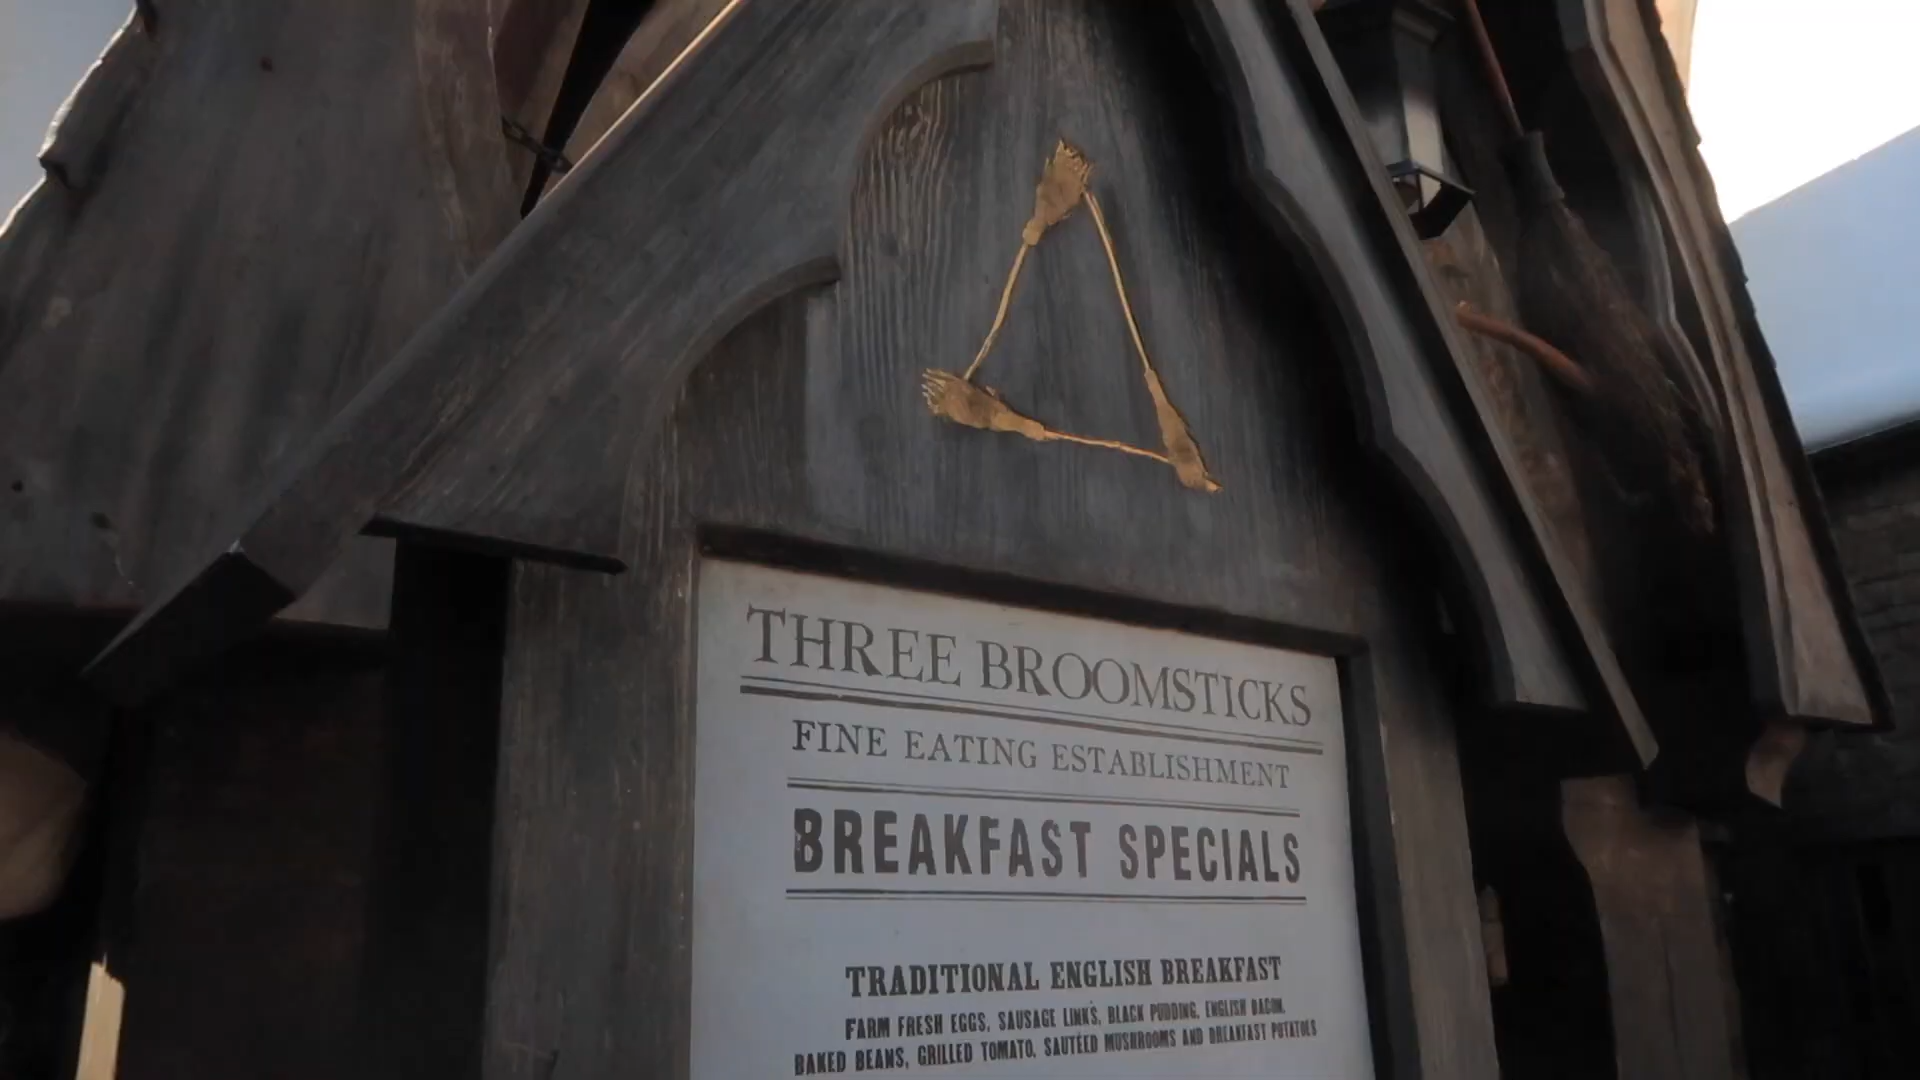 THREE BROOMSTICKS
FINE EATING ESTABLISHMENT
BREAKFAST SPECIALS
TRADITIONAL ENGLISH BREAKFAST
FARM FRESH EGGS, SAUSAGE LINKS, BLACK PUDDING, ENGLISH BACON,
BAKED BEANS, GRILLED TOMATO, SAUTÉED MUSHROOMS AND BREAKFAST POTATOES